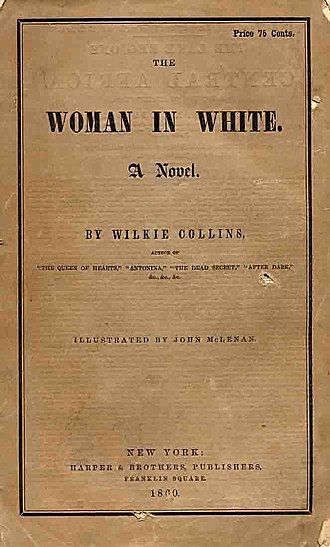 Price 75 Cents.
THE
WOMAN IN WHITE.
A Novel.
BY WILKIE COLLINS,
AUTHOR OF
"THE QUEEN OF HEARTS," "ANTONINA," "THE DEAD SECRET," "AFTER DARK,"
&c., &c., &c.
ILLUSTRATED BY JOHN McLENAN.
NEW YORK:
HARPER & BROTHERS, PUBLISHERS,
FRANKLIN SQUARE.
1860.